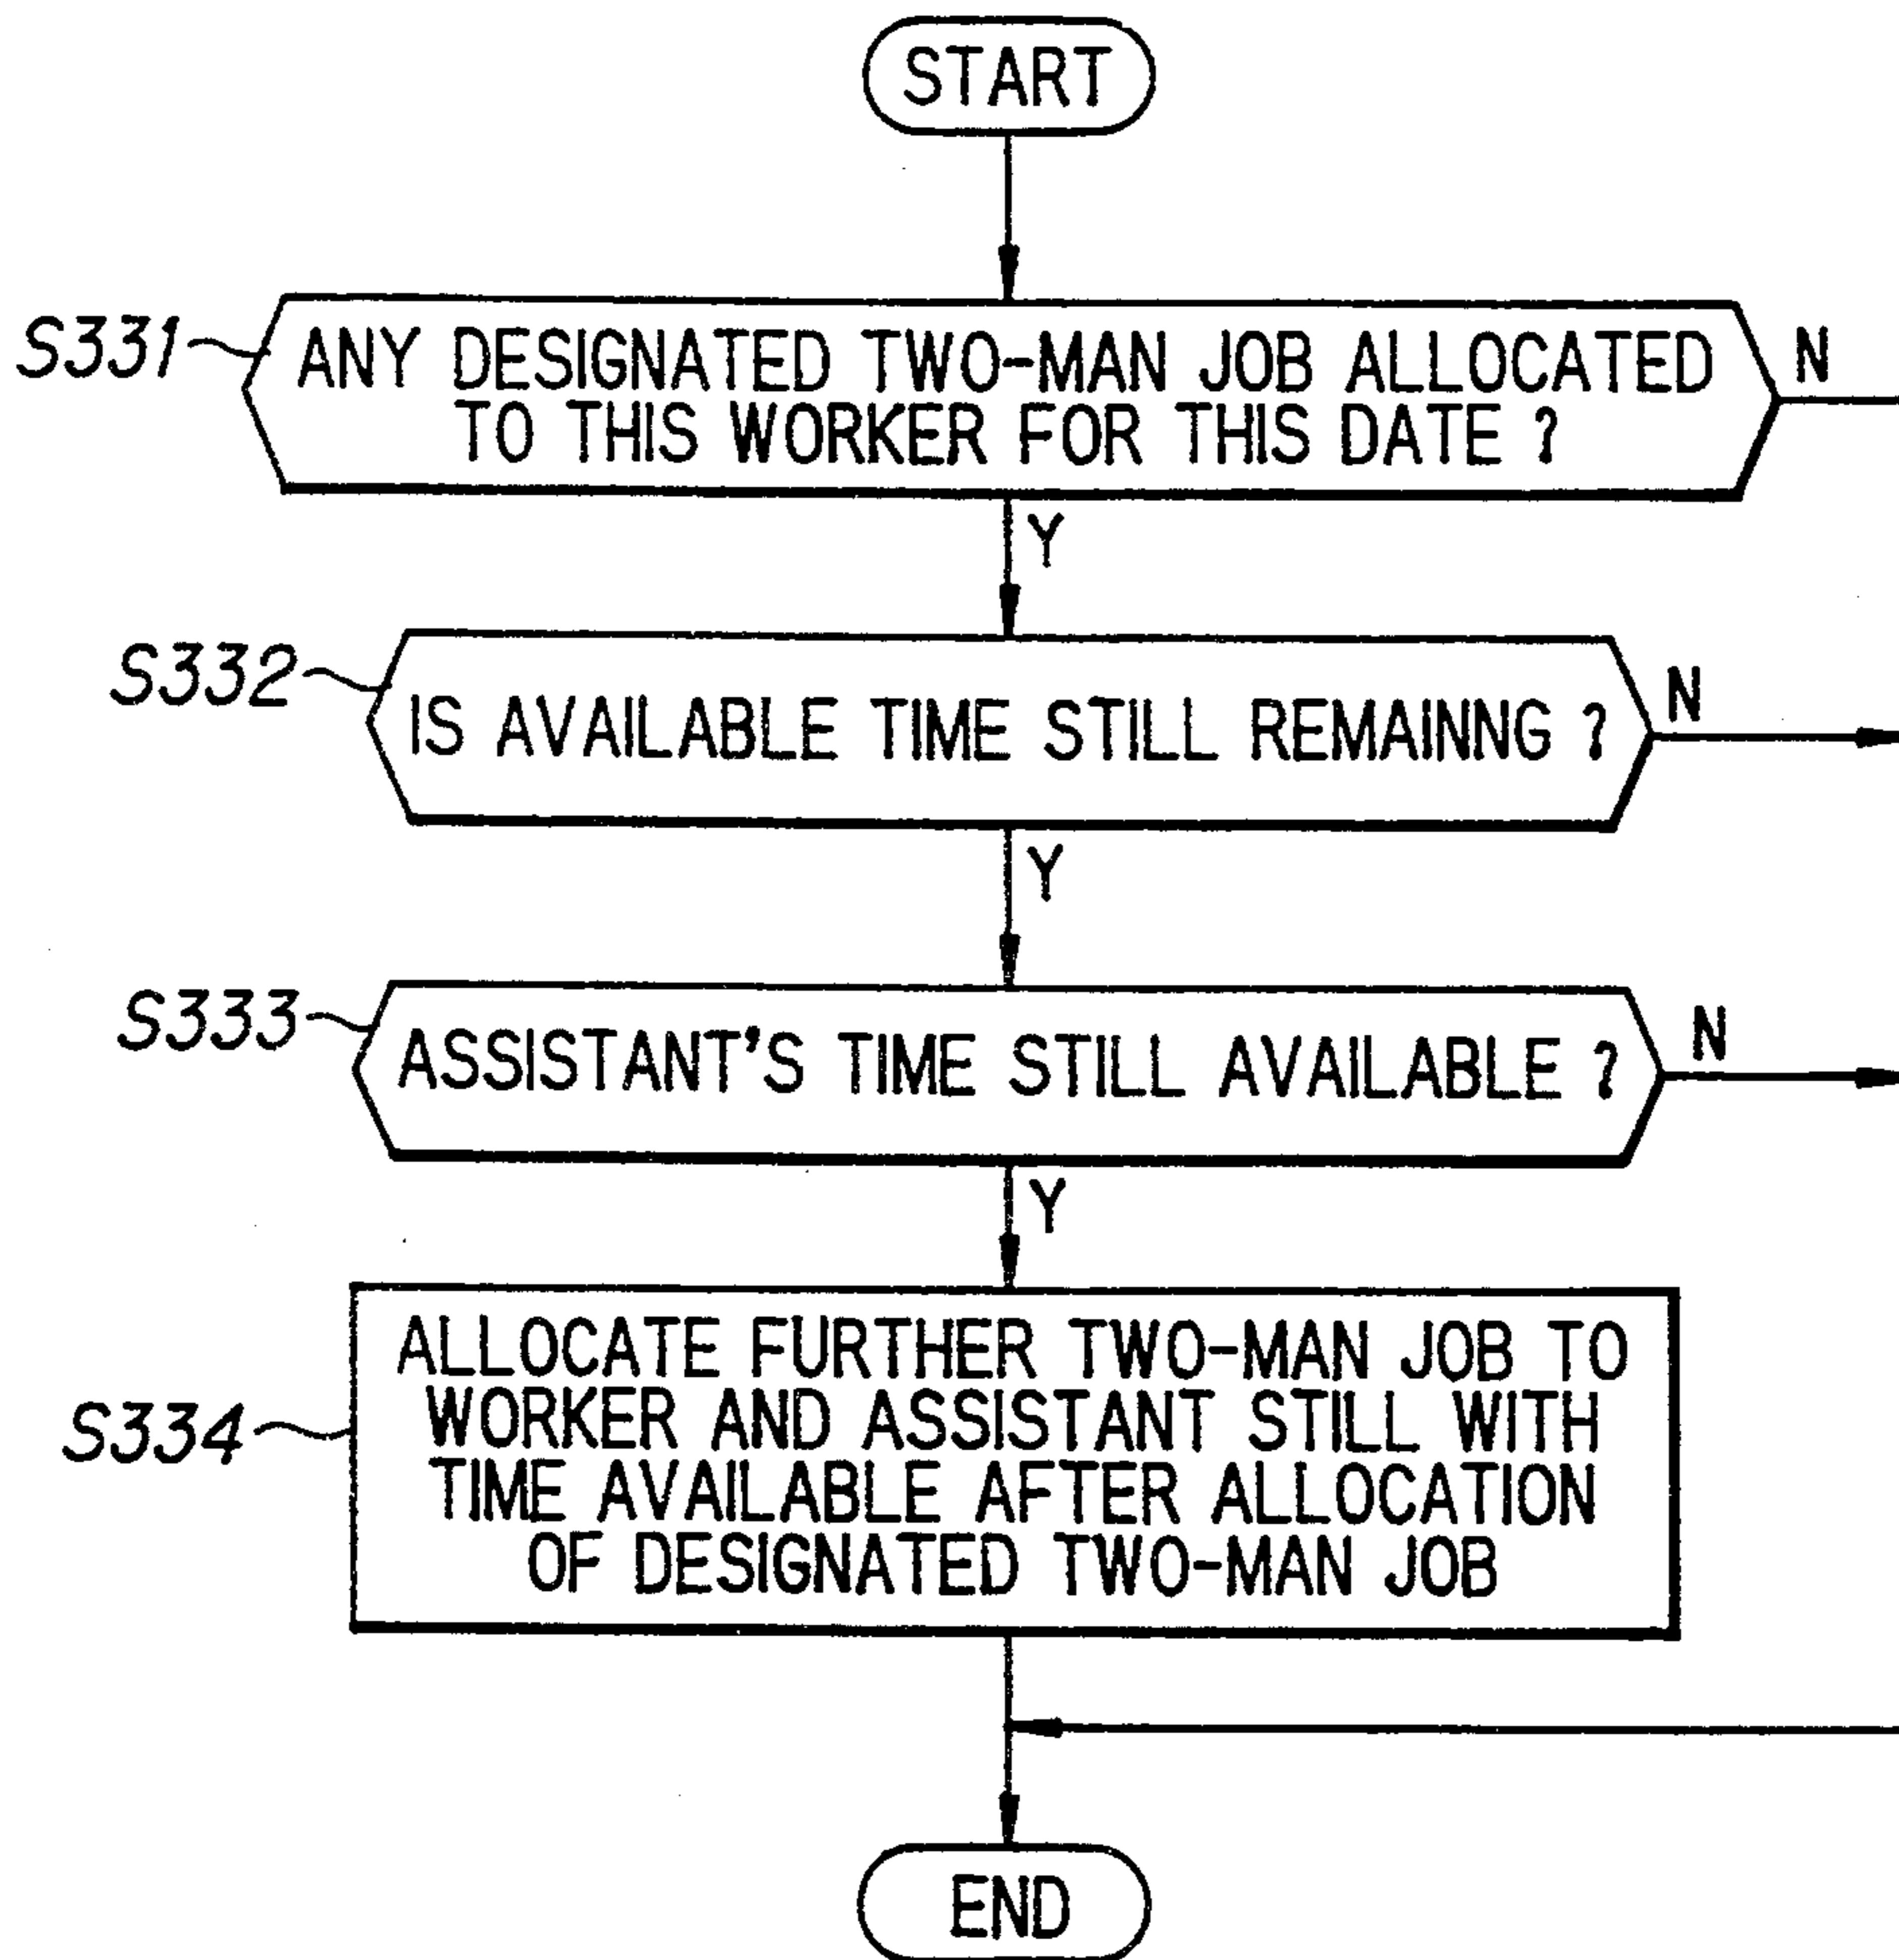 START
S331
ANY DESIGNATED TWO-MAN JOB ALLOCATED
TO THIS WORKER FOR THIS DATE ?
N
Y
S332
IS AVAILABLE TIME STILL REMAINNG ?
N
Y
S333
ASSISTANT'S TIME STILL AVAILABLE ?
N
Y
S334
ALLOCATE FURTHER TWO-MAN JOB TO
WORKER AND ASSISTANT STILL WITH
TIME AVAILABLE AFTER ALLOCATION
OF DESIGNATED TWO-MAN JOB
END